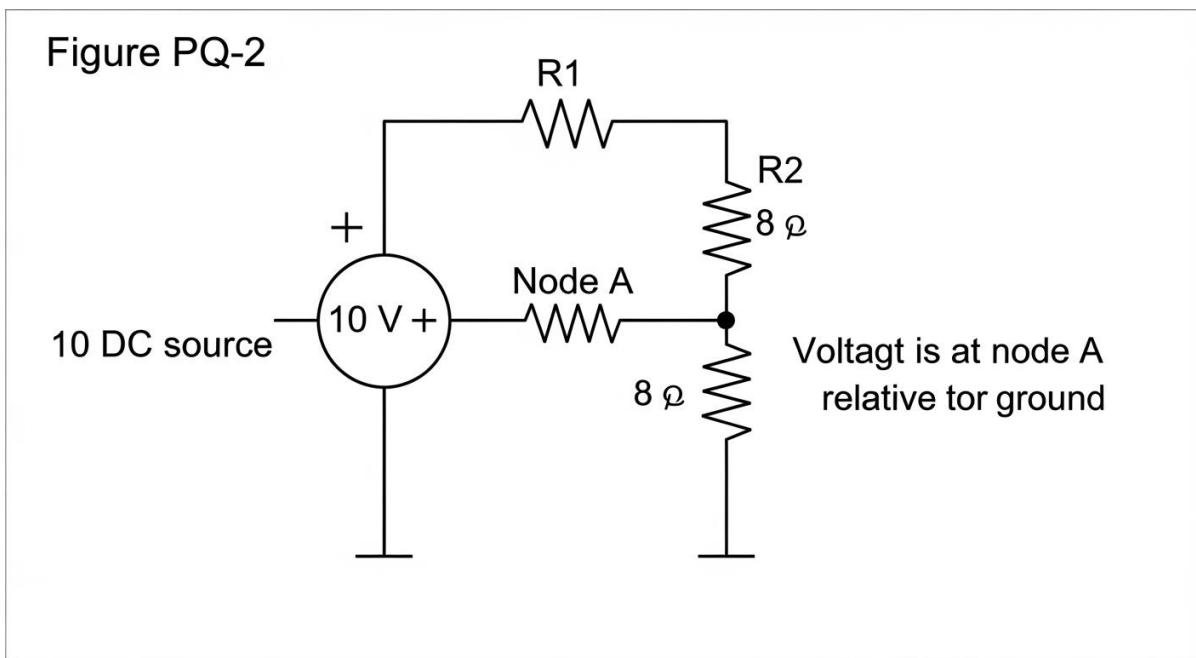 Figure PQ-2
R1
R2
8 ҩ
+
Node A
10 V +
10 DC source
8 ҩ
Voltagt is at node A
relative tor ground